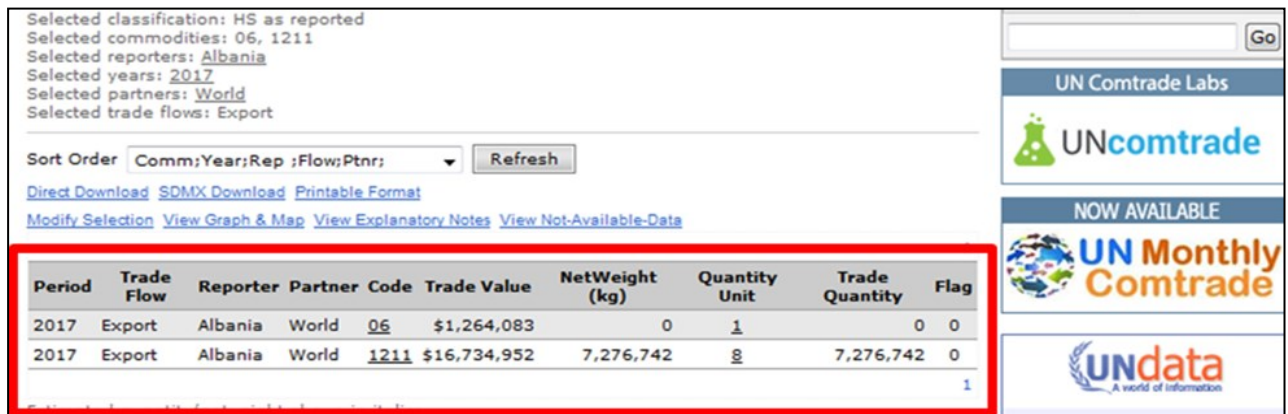 Selected classification: HS as reported
Selected commodities: 06, 1211
Selected reporters: Albania
Selected years: 2017
Selected partners: World
Selected trade flows: Export
Sort Order Comm;Year;Rep ;Flow;Ptnr; Refresh
Direct Download SDMX Download Printable Format
Modify Selection View Graph & Map View Explanatory Notes View Not-Available-Data
Period Trade Flow Reporter Partner Code Trade Value NetWeight (kg) Quantity Unit Trade Quantity Flag
2017 Export Albania World 06 $1,264,083 0 1 0 0
2017 Export Albania World 1211 $16,734,952 7,276,742 8 7,276,742 0
1
Go
UN Comtrade Labs
UNcomtrade
NOW AVAILABLE
UN Monthly
Comtrade
UNdata
A world of information